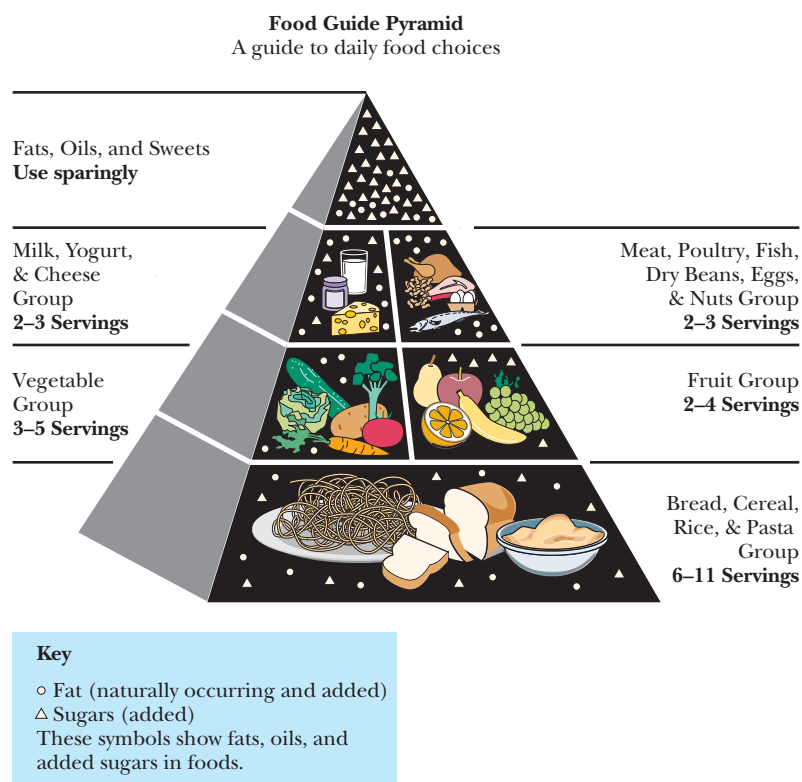 Food Guide Pyramid
A guide to daily food choices
Fats, Oils, and Sweets
Use sparingly
Milk, Yogurt,
& Cheese
Group
2–3 Servings
Meat, Poultry, Fish,
Dry Beans, Eggs,
& Nuts Group
2–3 Servings
Vegetable
Group
3–5 Servings
Fruit Group
2–4 Servings
Bread, Cereal,
Rice, & Pasta
Group
6–11 Servings
Key
Fat (naturally occurring and added)
Sugars (added)
These symbols show fats, oils, and
added sugars in foods.